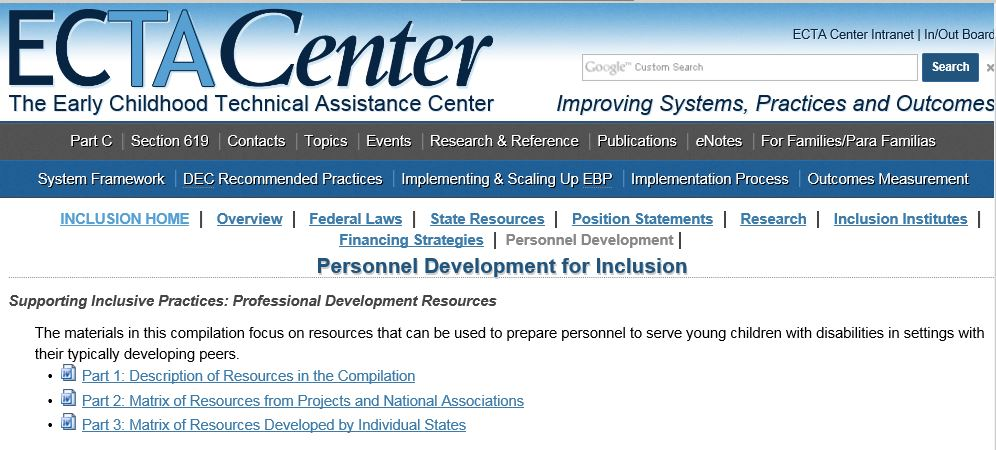 ECTA Center
ECTA Center Intranet | In/Out Board
Google™ Custom Search
Search ×
The Early Childhood Technical Assistance Center
Improving Systems, Practices and Outcomes
Part C | Section 619 | Contacts | Topics | Events | Research & Reference | Publications | eNotes | For Families/Para Familias
System Framework | DEC Recommended Practices | Implementing & Scaling Up EBP | Implementation Process | Outcomes Measurement
INCLUSION HOME | Overview | Federal Laws | State Resources | Position Statements | Research | Inclusion Institutes |
Financing Strategies | Personnel Development |
Personnel Development for Inclusion
Supporting Inclusive Practices: Professional Development Resources
The materials in this compilation focus on resources that can be used to prepare personnel to serve young children with disabilities in settings with
their typically developing peers.
• Part 1: Description of Resources in the Compilation
• Part 2: Matrix of Resources from Projects and National Associations
• Part 3: Matrix of Resources Developed by Individual States